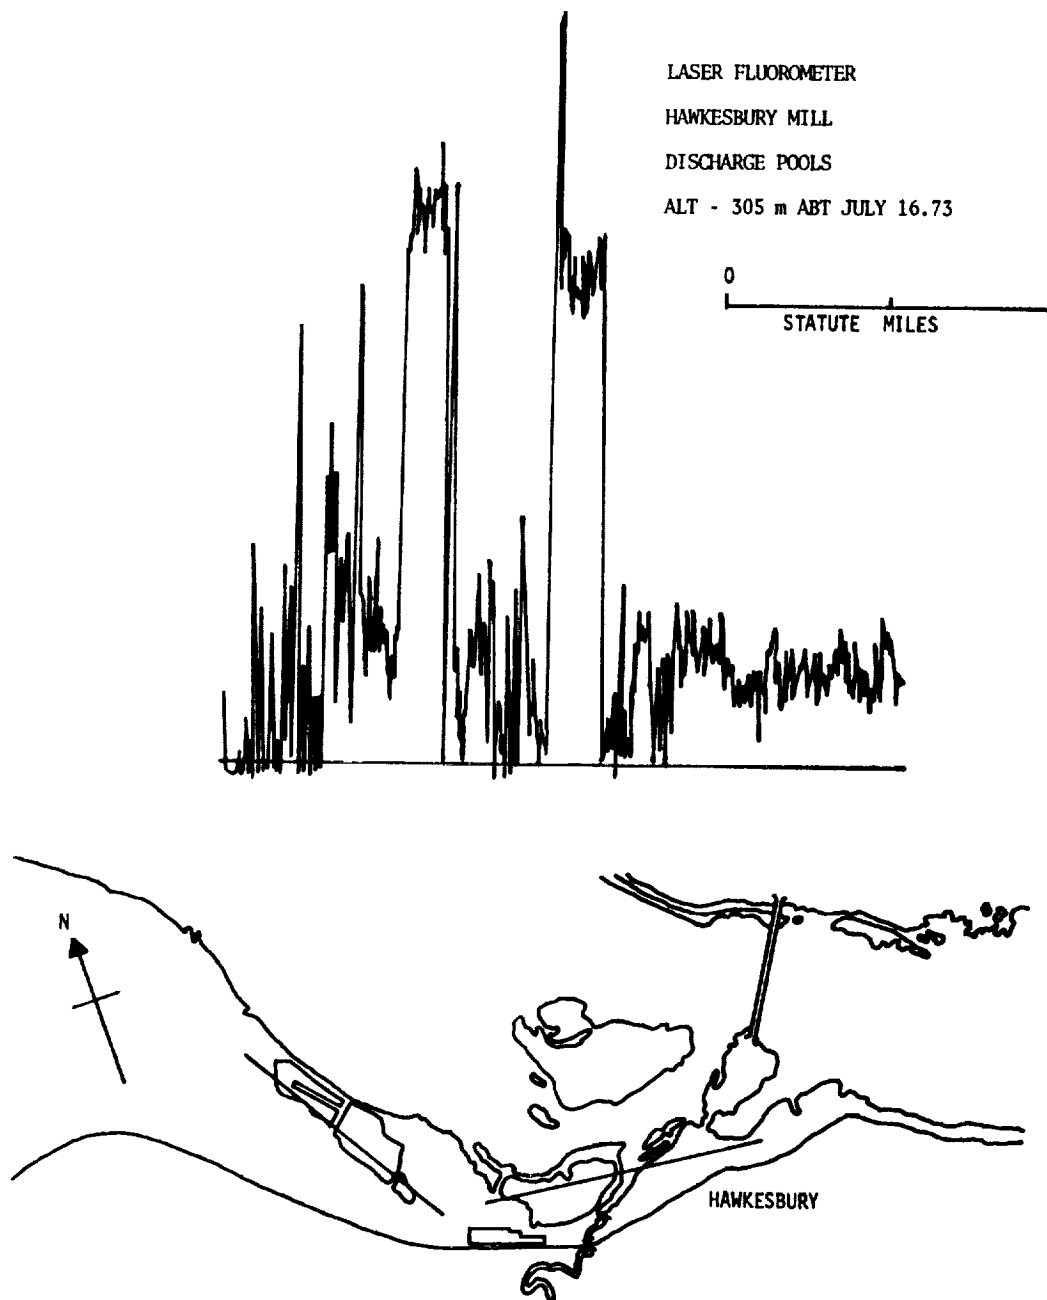 LASER FLUOROMETER
HAWKESBURY MILL
DISCHARGE POOLS
ALT - 305 m ABT JULY 16.73
0
STATUTE MILES
N
HAWKESBURY